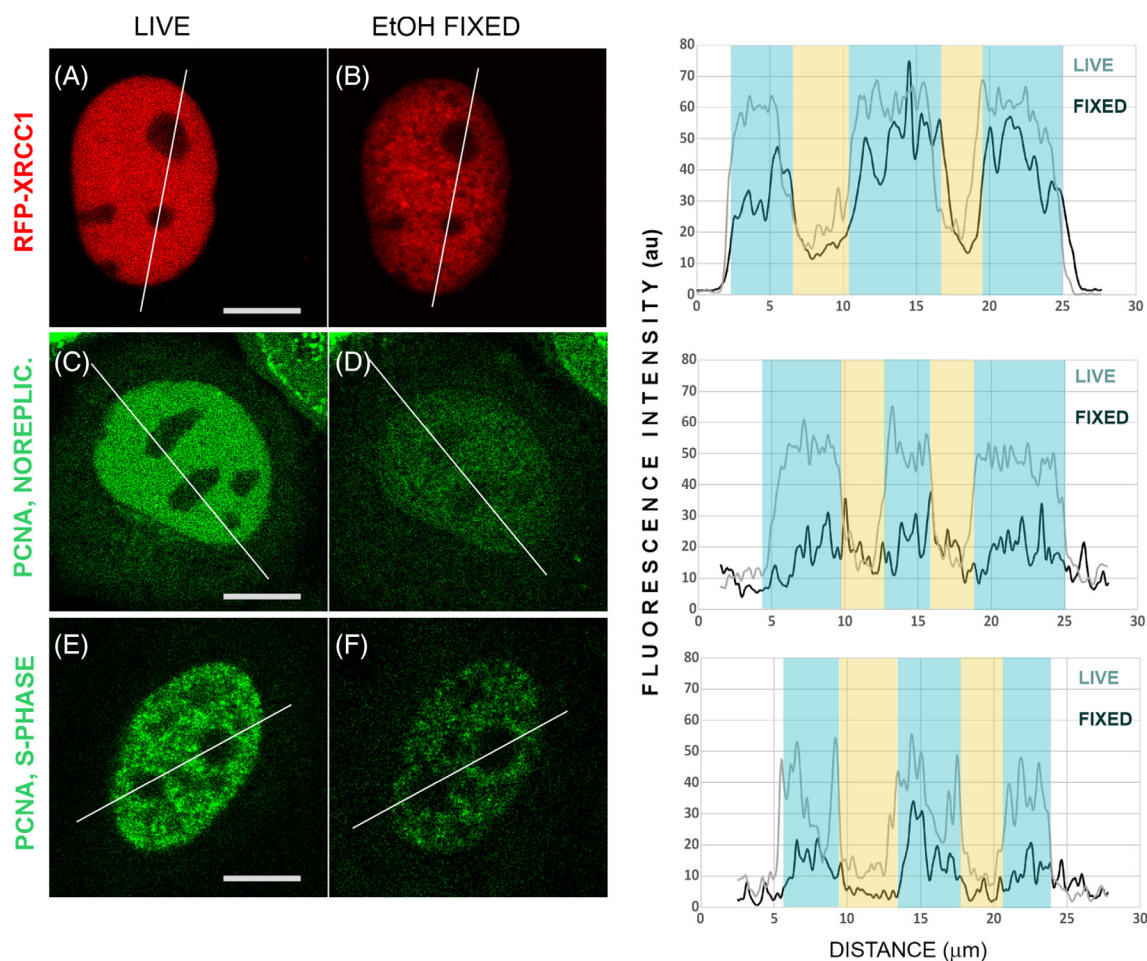 LIVE
EtOH FIXED
RFP-XRCC1
(A)
(B)
PCNA, NOREPLIC.
(C)
(D)
PCNA, S-PHASE
(E)
(F)
FLUORESCENCE INTENSITY (au)
80
70
60
50
40
30
20
10
0
0 5 10 15 20 25 30
LIVE
FIXED
80
70
60
50
40
30
20
10
0
0 5 10 15 20 25 30
LIVE
FIXED
80
70
60
50
40
30
20
10
0
0 5 10 15 20 25 30
LIVE
FIXED
DISTANCE (μm)